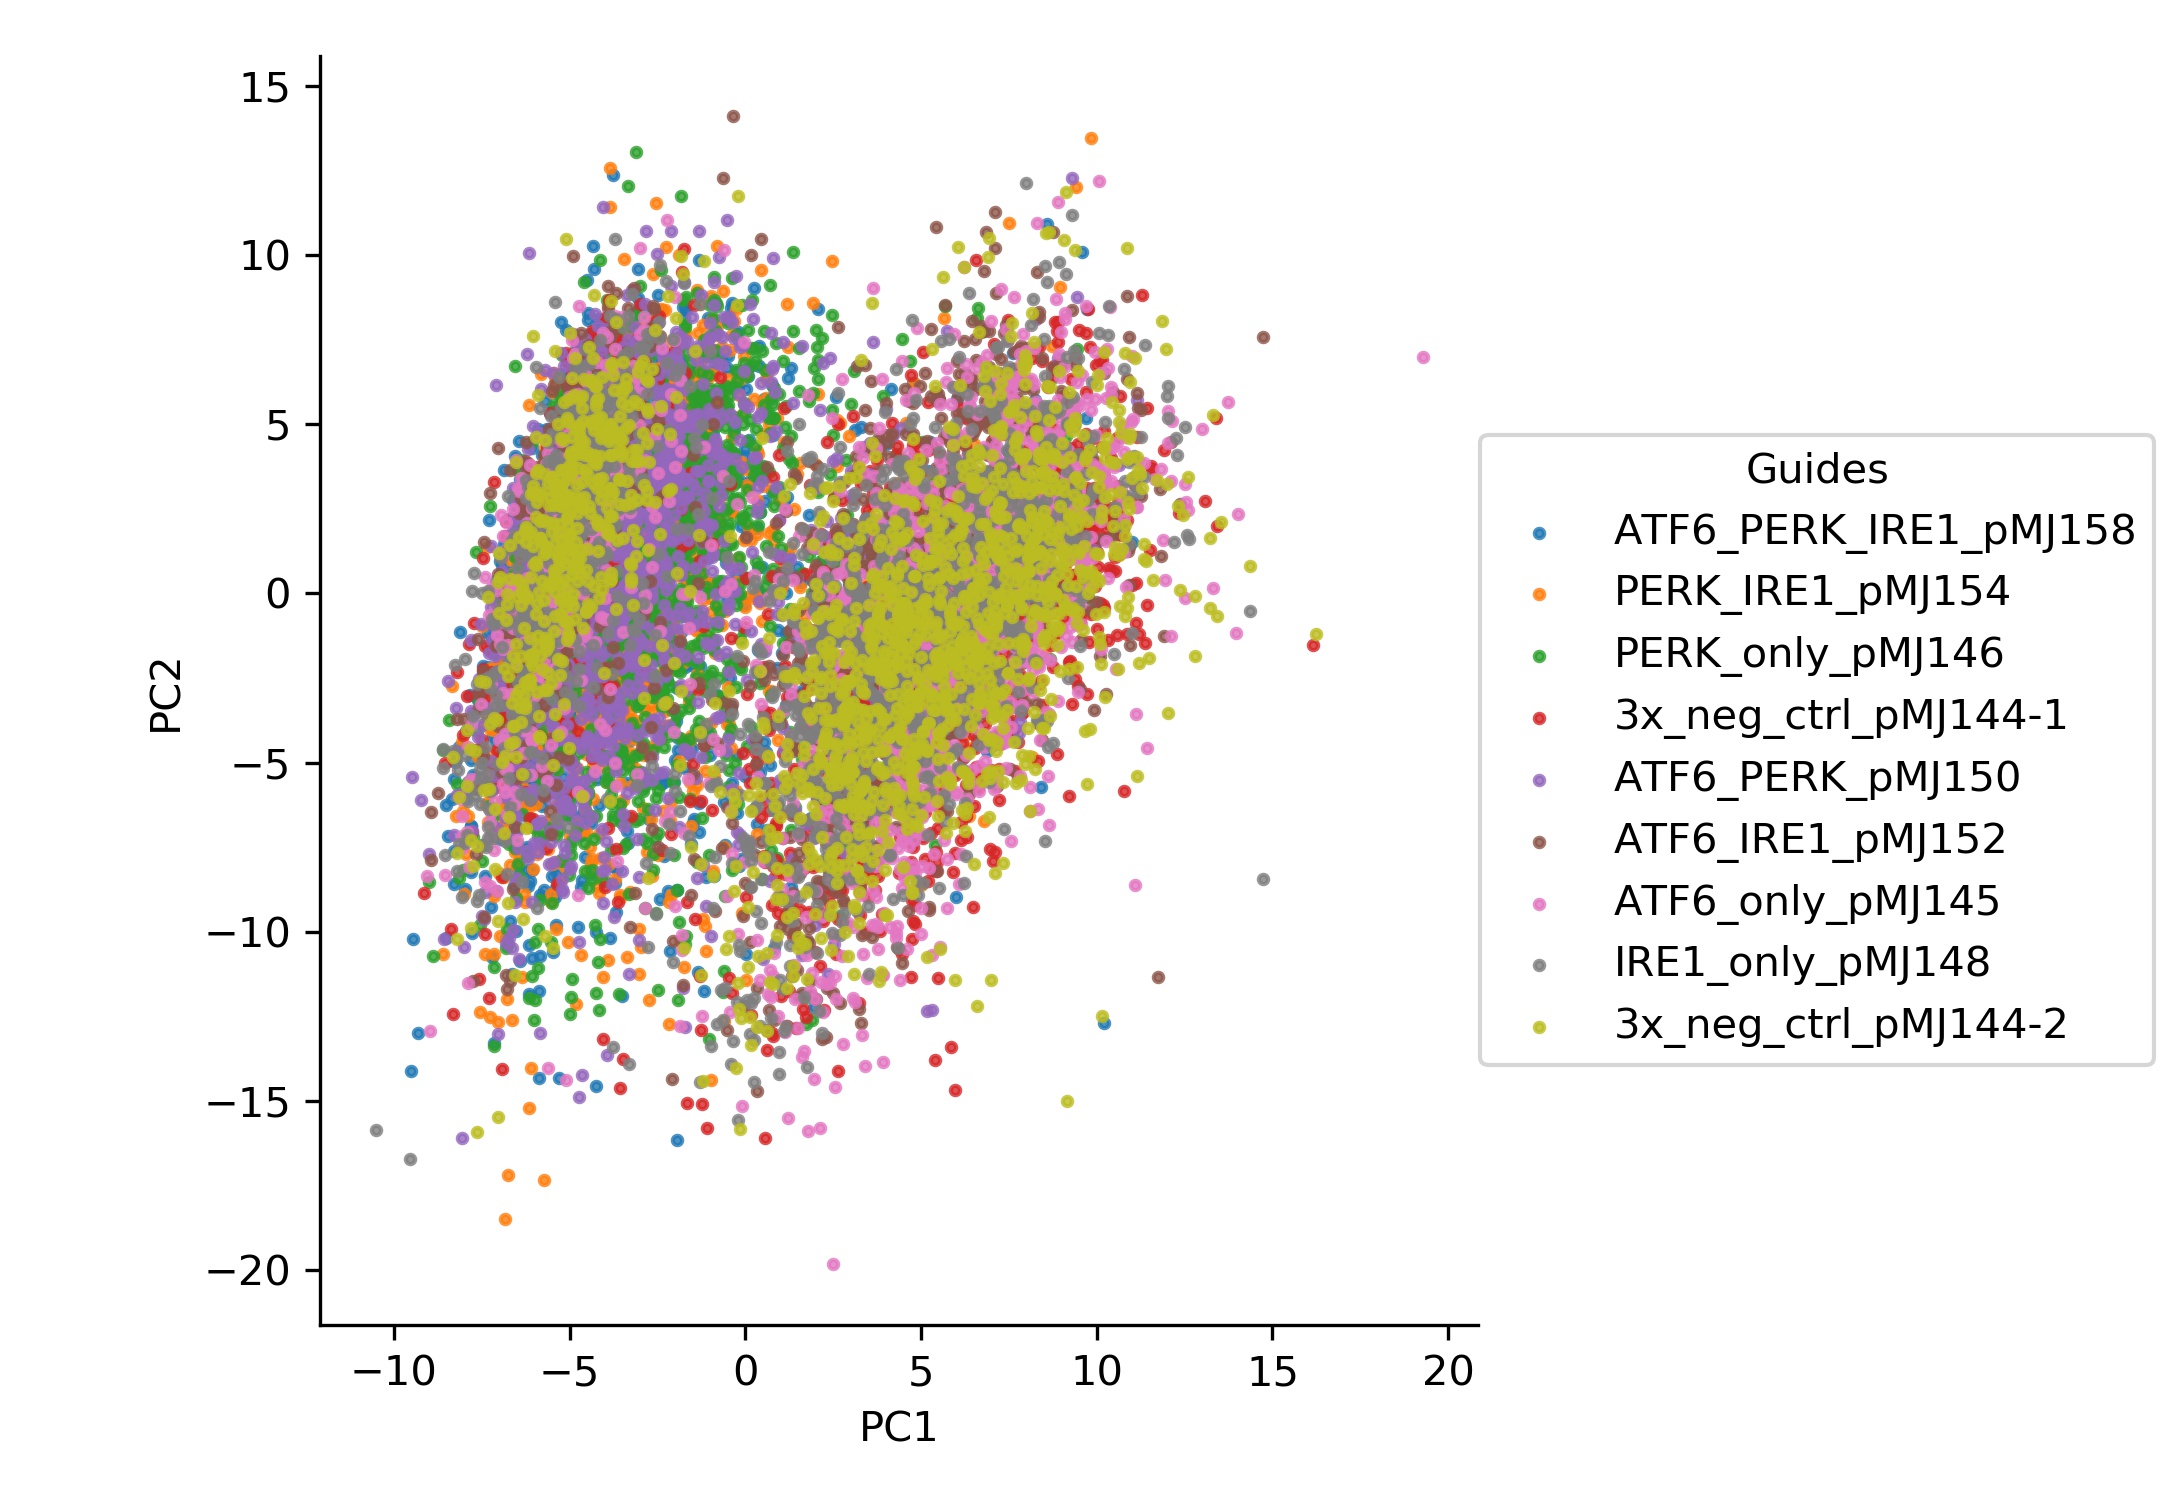 15
10
5
0
−5
−10
−15
−20
PC2
−10
−5
0
5
10
15
20
PC1
Guides
ATF6_PERK_IRE1_pMJ158
PERK_IRE1_pMJ154
PERK_only_pMJ146
3x_neg_ctrl_pMJ144-1
ATF6_PERK_pMJ150
ATF6_IRE1_pMJ152
ATF6_only_pMJ145
IRE1_only_pMJ148
3x_neg_ctrl_pMJ144-2